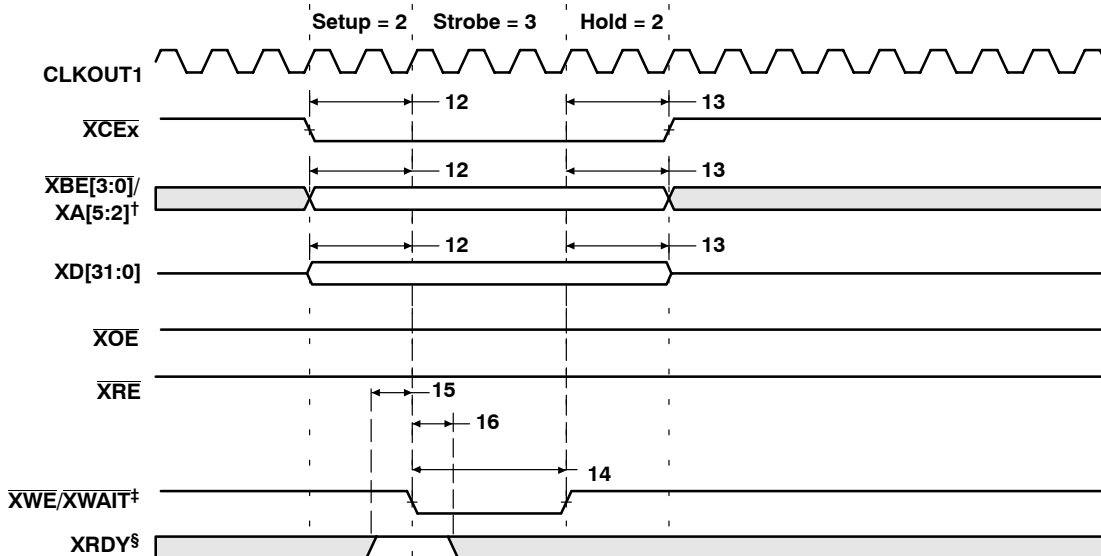 Setup = 2 Strobe = 3 Hold = 2
CLKOUT1
12 13
XCEx
12 13
XBE[3:0]/
XA[5:2]†
12 13
XD[31:0]
XOE
XRE
15
16
14
XWE/XWAIT‡
XRDY§